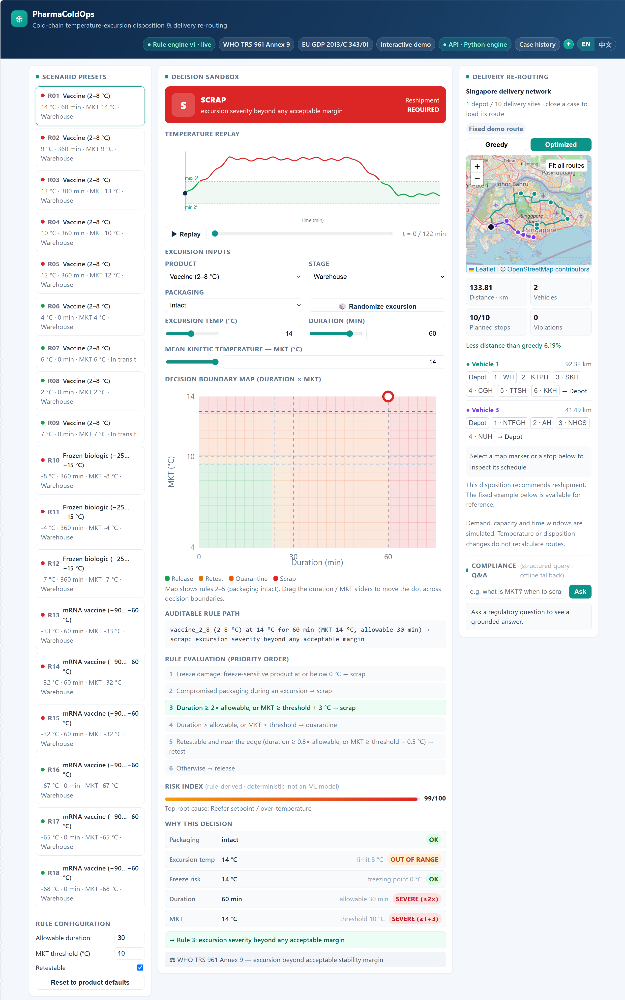 PharmaColdOps
Cold-chain temperature-excursion disposition & delivery re-routing
● Rule engine v1 · live
WHO TRS 961 Annex 9
EU GDP 2013/C 343/01
Interactive demo
● API · Python engine
Case history
+
EN
中文
SCENARIO PRESETS
R01 Vaccine (2–8 °C)
14 °C · 60 min · MKT 14 °C ·
Warehouse
R02 Vaccine (2–8 °C)
9 °C · 360 min · MKT 9 °C ·
Warehouse
R03 Vaccine (2–8 °C)
13 °C · 300 min · MKT 13 °C ·
Warehouse
R04 Vaccine (2–8 °C)
10 °C · 360 min · MKT 10 °C ·
Warehouse
R05 Vaccine (2–8 °C)
12 °C · 360 min · MKT 12 °C ·
Warehouse
R06 Vaccine (2–8 °C)
4 °C · 0 min · MKT 4 °C ·
Warehouse
R07 Vaccine (2–8 °C)
6 °C · 0 min · MKT 6 °C · In transit
R08 Vaccine (2–8 °C)
2 °C · 0 min · MKT 2 °C ·
Warehouse
R09 Vaccine (2–8 °C)
7 °C · 0 min · MKT 7 °C · In transit
R10 Frozen biologic (−25…
−15 °C)
-8 °C · 360 min · MKT -8 °C ·
Warehouse
R11 Frozen biologic (−25…
−15 °C)
-4 °C · 360 min · MKT -4 °C ·
Warehouse
R12 Frozen biologic (−25…
−15 °C)
-7 °C · 360 min · MKT -7 °C ·
Warehouse
R13 mRNA vaccine (−90…−60
°C)
-33 °C · 60 min · MKT -33 °C ·
Warehouse
R14 mRNA vaccine (−90…−60
°C)
-32 °C · 60 min · MKT -32 °C ·
Warehouse
R15 mRNA vaccine (−90…−60
°C)
-32 °C · 60 min · MKT -32 °C ·
Warehouse
R16 mRNA vaccine (−90…−60
°C)
-67 °C · 0 min · MKT -67 °C ·
Warehouse
R17 mRNA vaccine (−90…−60
°C)
-65 °C · 0 min · MKT -65 °C ·
Warehouse
R18 mRNA vaccine (−90…−60
°C)
-68 °C · 0 min · MKT -68 °C ·
Warehouse
RULE CONFIGURATION
Allowable duration 30
MKT threshold (°C) 10
Retestable
Reset to product defaults
DECISION SANDBOX
S
SCRAP
excursion severity beyond any acceptable margin
Reshipment
REQUIRED
TEMPERATURE REPLAY
max 8°
min 2°
Time (min)
▶ Replay
t = 0 / 122 min
EXCURSION INPUTS
PRODUCT
STAGE
Vaccine (2–8 °C)
Warehouse
PACKAGING
Intact
Randomize excursion
EXCURSION TEMP (°C)
DURATION (MIN)
14
60
MEAN KINETIC TEMPERATURE — MKT (°C)
14
DECISION BOUNDARY MAP (DURATION × MKT)
14
10
4
MKT (°C)
0
30
60
Duration (min)
Release
Retest
Quarantine
Scrap
Map shows rules 2–5 (packaging intact). Drag the duration / MKT sliders to move the dot across
decision boundaries.
AUDITABLE RULE PATH
vaccine_2_8 (2–8 °C) at 14 °C for 60 min (MKT 14 °C, allowable 30 min) →
scrap: excursion severity beyond any acceptable margin
RULE EVALUATION (PRIORITY ORDER)
1 Freeze damage: freeze-sensitive product at or below 0 °C → scrap
2 Compromised packaging during an excursion → scrap
3 Duration ≥ 2× allowable, or MKT ≥ threshold + 3 °C → scrap
4 Duration > allowable, or MKT > threshold → quarantine
5 Retestable and near the edge (duration ≥ 0.8× allowable, or MKT ≥ threshold − 0.5 °C) →
retest
6 Otherwise → release
RISK INDEX (rule-derived · deterministic, not an ML model)
99/100
Top root cause: Reefer setpoint / over-temperature
WHY THIS DECISION
Packaging intact OK
Excursion temp 14 °C limit 8 °C OUT OF RANGE
Freeze risk 14 °C freezing point 0 °C OK
Duration 60 min allowable 30 min SEVERE (≥2×)
MKT 14 °C threshold 10 °C SEVERE (≥T+3)
→ Rule 3: excursion severity beyond any acceptable margin
⚖ WHO TRS 961 Annex 9 — excursion beyond acceptable stability margin
DELIVERY RE-ROUTING
Singapore delivery network
1 depot / 10 delivery sites · close a case to
load its route
Fixed demo route
Greedy
Optimized
+
−
Fit all routes
Tebrau
Plentong
Johor Bahru
Pasir Gudang
Johor Bahru
Puteri
E3
Singapore
Island
Singapore
Leaflet | © OpenStreetMap contributors
133.81
Distance · km
2
Vehicles
10/10
Planned stops
0
Violations
Less distance than greedy 6.19%
● Vehicle 1 92.32 km
Depot 1 · WH 2 · KTPH 3 · SKH
4 · CGH 5 · TTSH 6 · KKH → Depot
● Vehicle 3 41.49 km
Depot 1 · NTFGH 2 · AH 3 · NHCS
4 · NUH → Depot
Select a map marker or a stop below to
inspect its schedule
This disposition recommends reshipment.
The fixed example below is available for
reference.
Demand, capacity and time windows are
simulated. Temperature or disposition
changes do not recalculate routes.
COMPLIANCE
Q&A
(structured query ·
offline fallback)
e.g. what is MKT? when to scrap
Ask
Ask a regulatory question to see a
grounded answer.